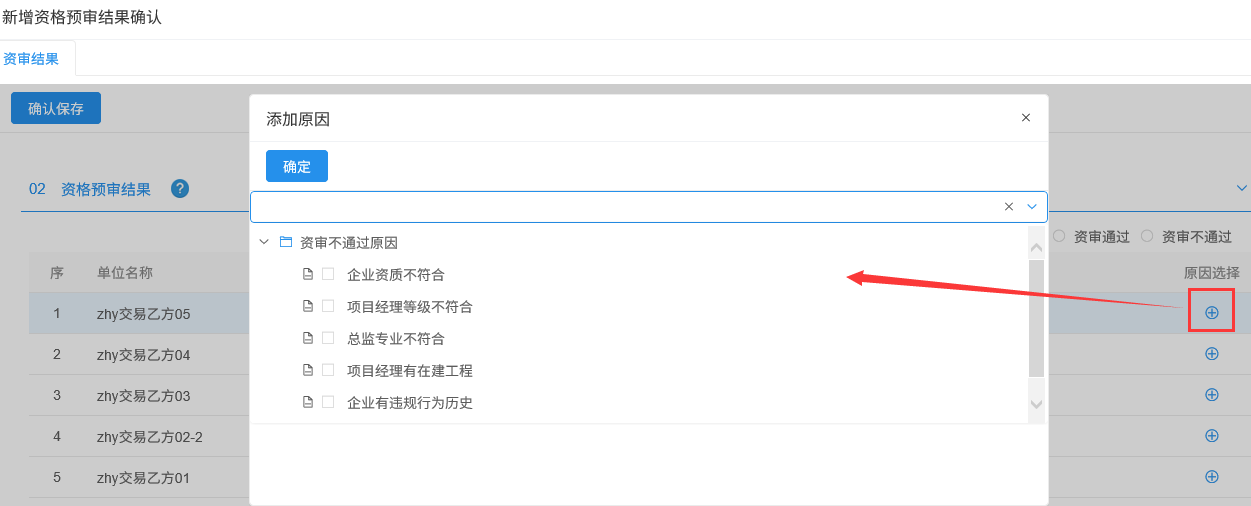 新增资格预审结果确认
资审结果
确认保存
添加原因
确定
02 资格预审结果 ?
资审不通过原因
资审通过 资审不通过
企业资质不符合
项目经理等级不符合
总监专业不符合
项目经理有在建工程
企业有违规行为历史
序 单位名称 原因选择
1 zhy交易乙方05
2 zhy交易乙方04
3 zhy交易乙方03
4 zhy交易乙方02-2
5 zhy交易乙方01